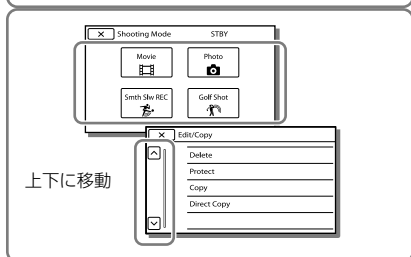 Shooting Mode STBY
Movie Photo
Smth Slw REC Golf Shot
Edit/Copy
Delete
Protect
Copy
Direct Copy
上下に移動